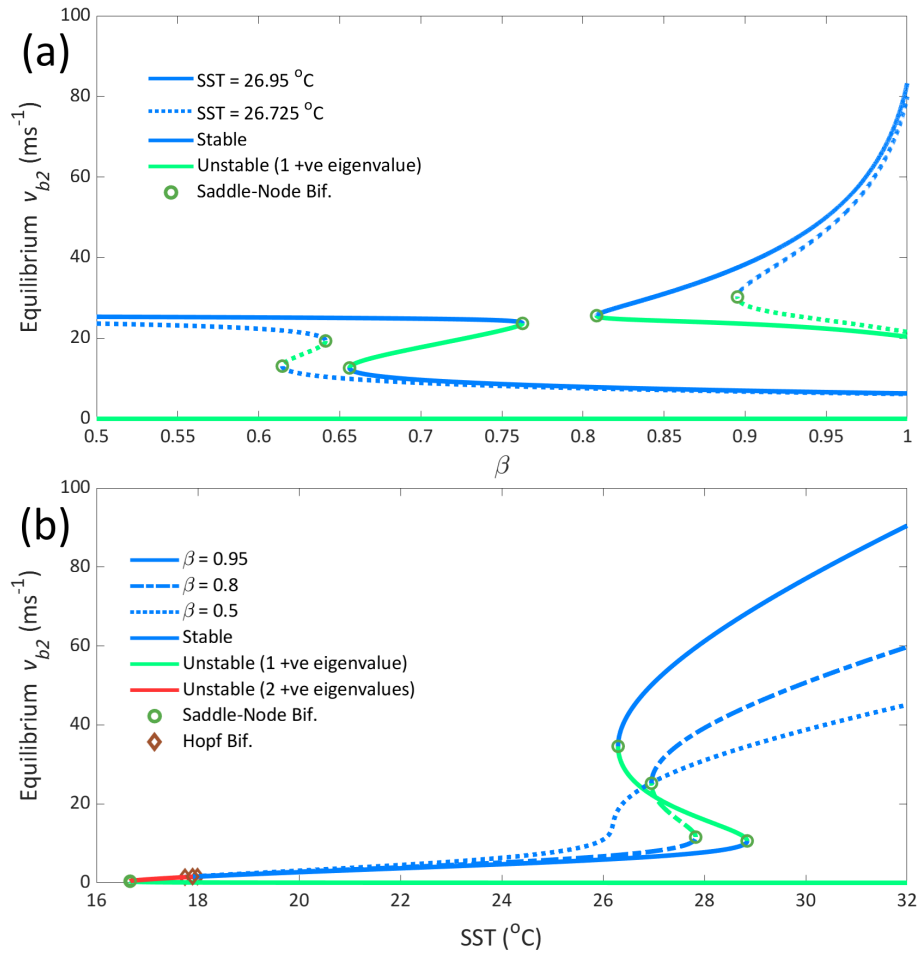 (a)
100
80
60
40
20
0
Equilibrium v_b2 (ms^-1)
SST = 26.95 °C
SST = 26.725 °C
Stable
Unstable (1 +ve eigenvalue)
Saddle-Node Bif.
0.5 0.55 0.6 0.65 0.7 0.75 0.8 0.85 0.9 0.95 1
β
(b)
100
80
60
40
20
0
Equilibrium v_b2 (ms^-1)
β = 0.95
β = 0.8
β = 0.5
Stable
Unstable (1 +ve eigenvalue)
Unstable (2 +ve eigenvalues)
Saddle-Node Bif.
Hopf Bif.
16 18 20 22 24 26 28 30 32
SST (°C)